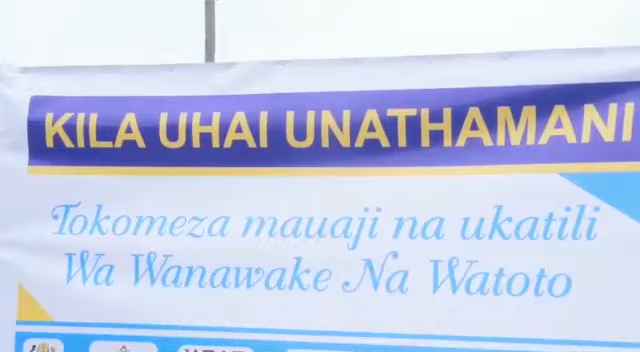 KILA UHAI UNATHAMANI
Tokomeza mauaji na ukatili
Wa Wanawake Na Watoto